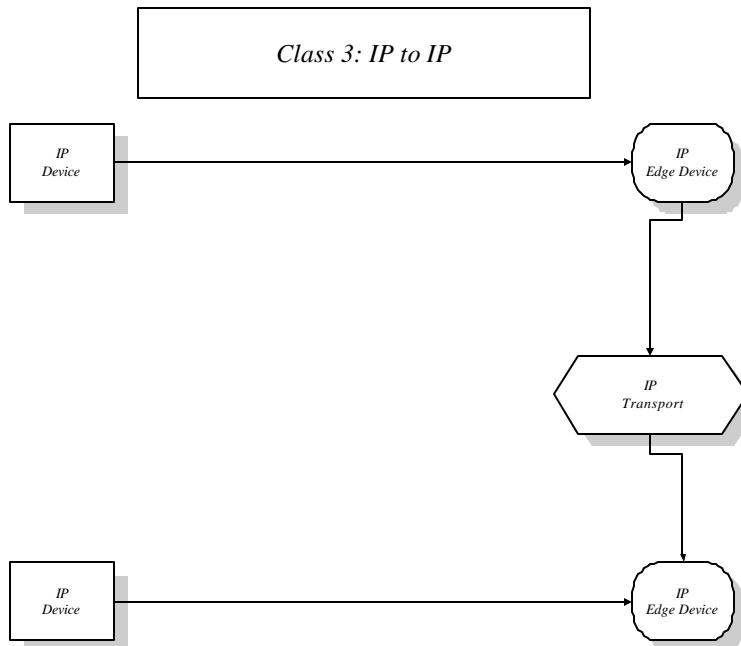 Class 3: IP to IP
IP
Device
IP
Edge Device
IP
Transport
IP
Device
IP
Edge Device